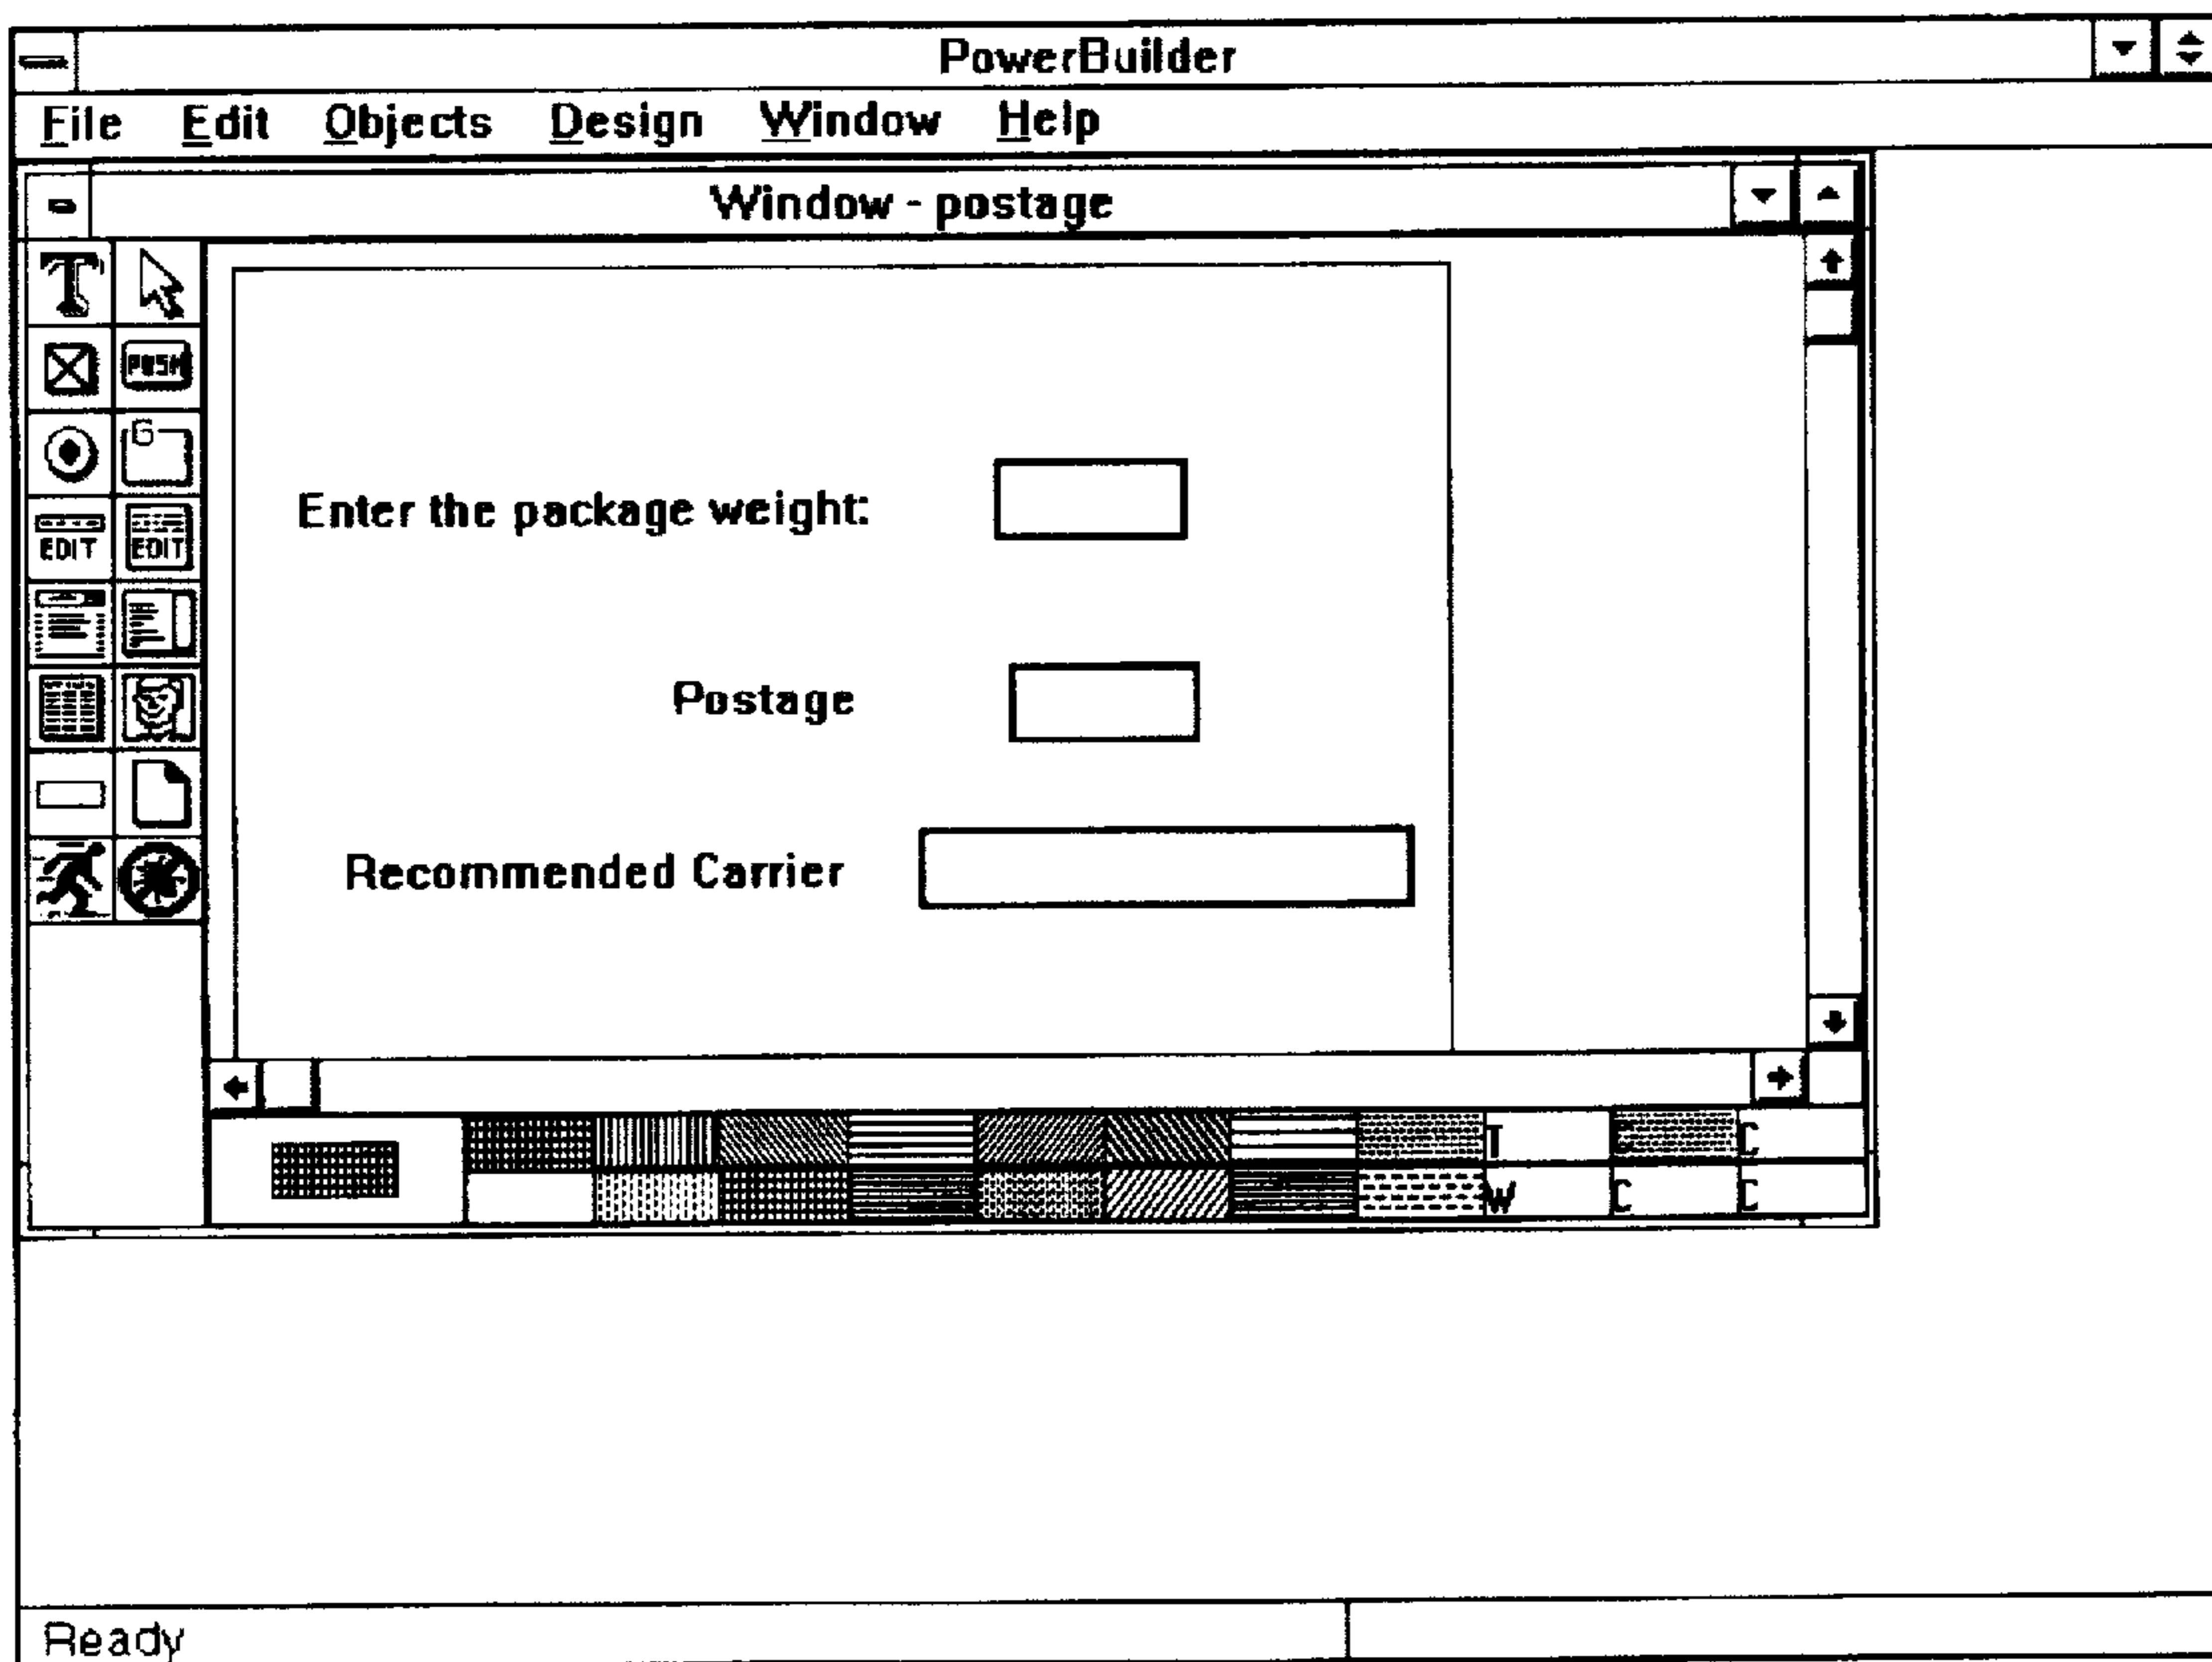 PowerBuilder
File Edit Objects Design Window Help
Window - postage
T
PUSH
G
Enter the package weight:
EDIT EDIT
Postage
Recommended Carrier
T C
W C C
Ready